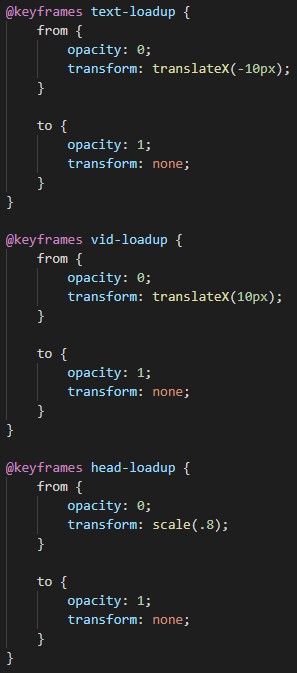 @keyframes text-loadup {
    from {
        opacity: 0;
        transform: translateX(-10px);
    }

    to {
        opacity: 1;
        transform: none;
    }
}

@keyframes vid-loadup {
    from {
        opacity: 0;
        transform: translateX(10px);
    }

    to {
        opacity: 1;
        transform: none;
    }
}

@keyframes head-loadup {
    from {
        opacity: 0;
        transform: scale(.8);
    }

    to {
        opacity: 1;
        transform: none;
    }
}